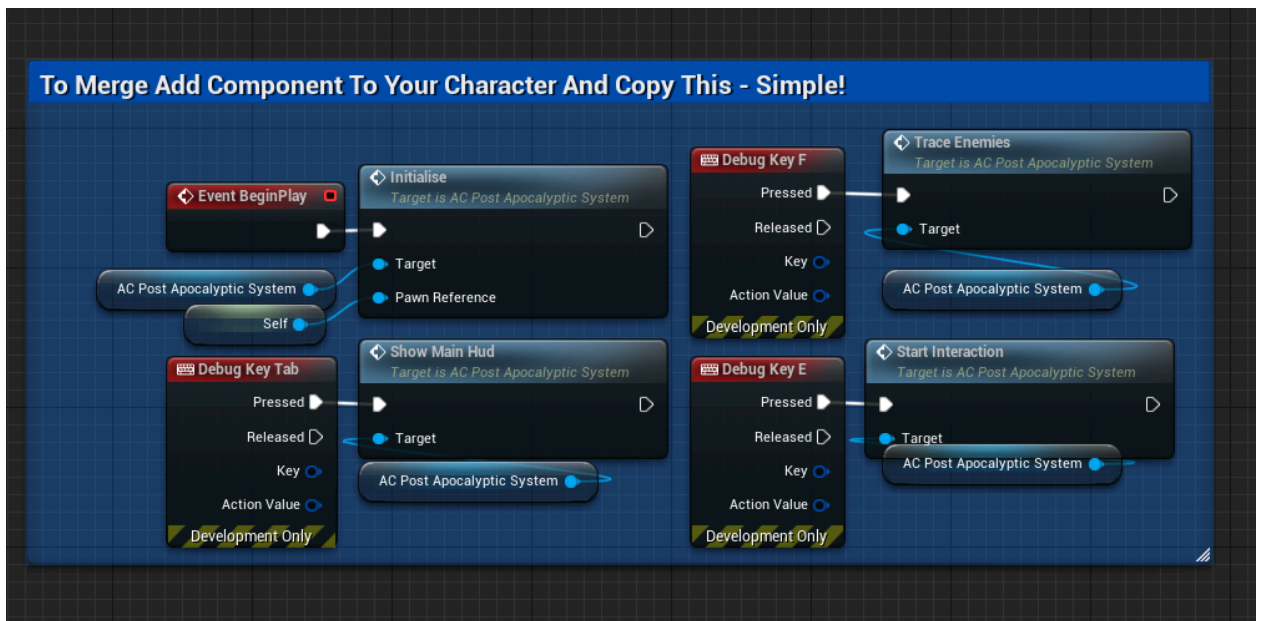 To Merge Add Component To Your Character And Copy This - Simple!
Event BeginPlay
AC Post Apocalyptic System
Self
Initialise
Target is AC Post Apocalyptic System
Target
Pawn Reference
Debug Key F
Pressed
Released
Key
Action Value
Development Only
Trace Enemies
Target is AC Post Apocalyptic System
Target
AC Post Apocalyptic System
Debug Key Tab
Pressed
Released
Key
Action Value
Development Only
Show Main Hud
Target is AC Post Apocalyptic System
Target
AC Post Apocalyptic System
Debug Key E
Pressed
Released
Key
Action Value
Development Only
Start Interaction
Target is AC Post Apocalyptic System
Target
AC Post Apocalyptic System